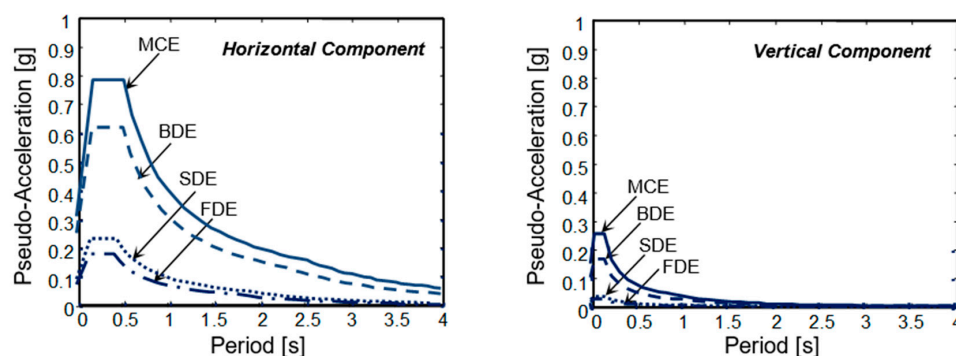 Pseudo-Acceleration [g]
1
0.9
0.8
0.7
0.6
0.5
0.4
0.3
0.2
0.1
0
Horizontal Component
MCE
BDE
SDE
FDE
0 0.5 1 1.5 2 2.5 3 3.5 4
Period [s]
Pseudo-Acceleration [g]
1
0.9
0.8
0.7
0.6
0.5
0.4
0.3
0.2
0.1
0
Vertical Component
MCE
BDE
SDE
FDE
0 0.5 1 1.5 2 2.5 3 3.5 4
Period [s]